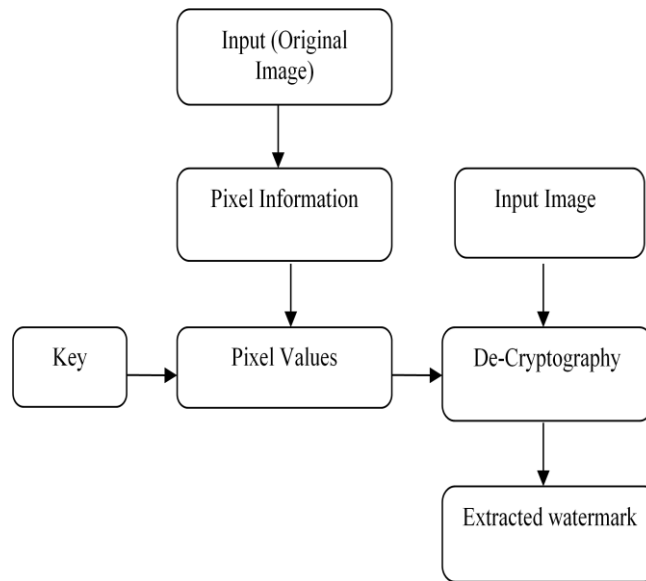 Input (Original
Image)
Pixel Information
Input Image
Key
Pixel Values
De-Cryptography
Extracted watermark